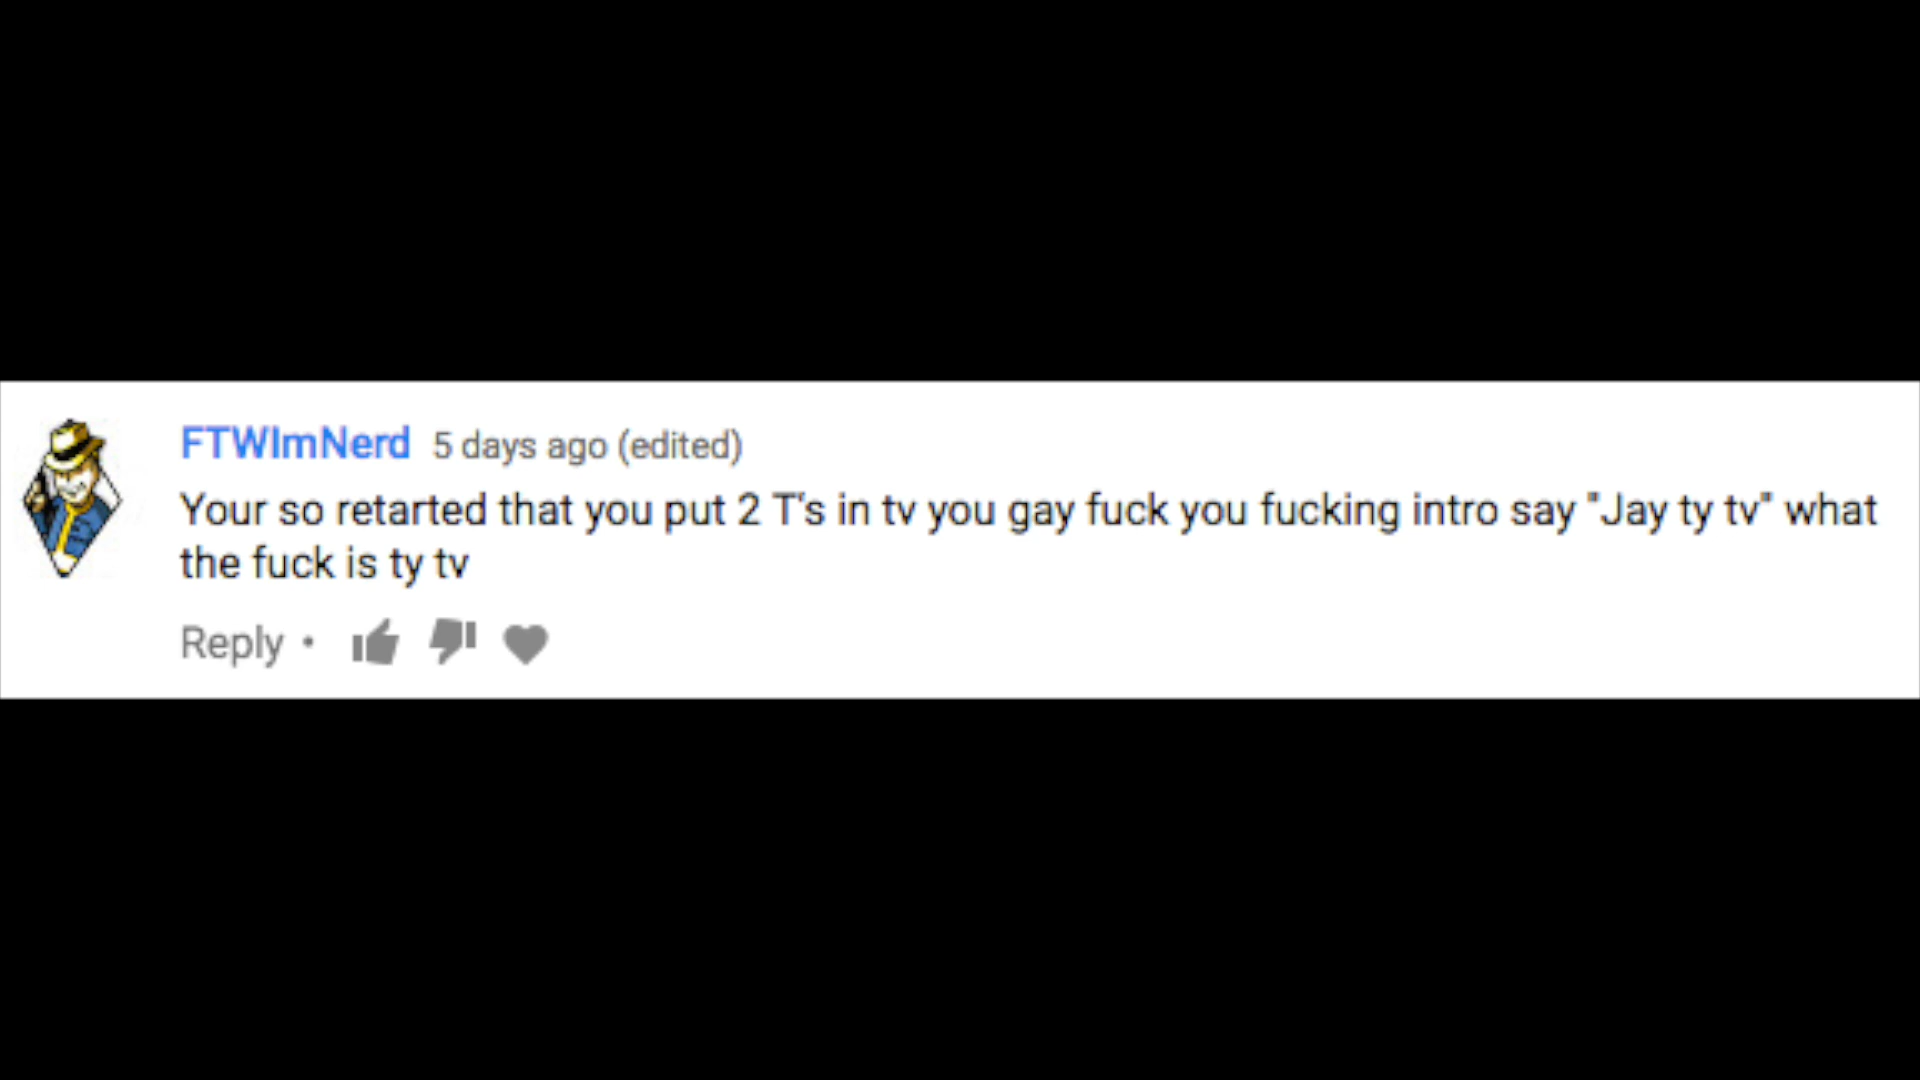 FTWImNerd 5 days ago (edited)
Your so retarted that you put 2 T's in tv you gay fuck you fucking intro say "Jay ty tv" what
the fuck is ty tv
Reply •